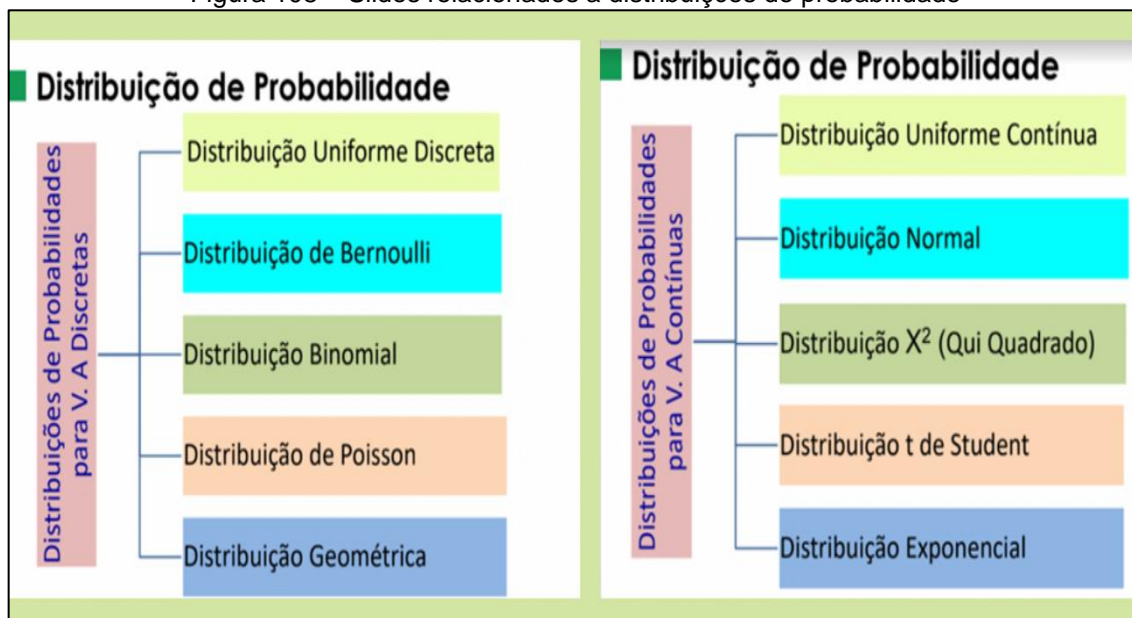 Distribuição de Probabilidade
Distribuições de Probabilidades
para V. A Discretas
Distribuição Uniforme Discreta
Distribuição de Bernoulli
Distribuição Binomial
Distribuição de Poisson
Distribuição Geométrica
Distribuição de Probabilidade
Distribuições de Probabilidades
para V. A Contínuas
Distribuição Uniforme Contínua
Distribuição Normal
Distribuição X² (Qui Quadrado)
Distribuição t de Student
Distribuição Exponencial